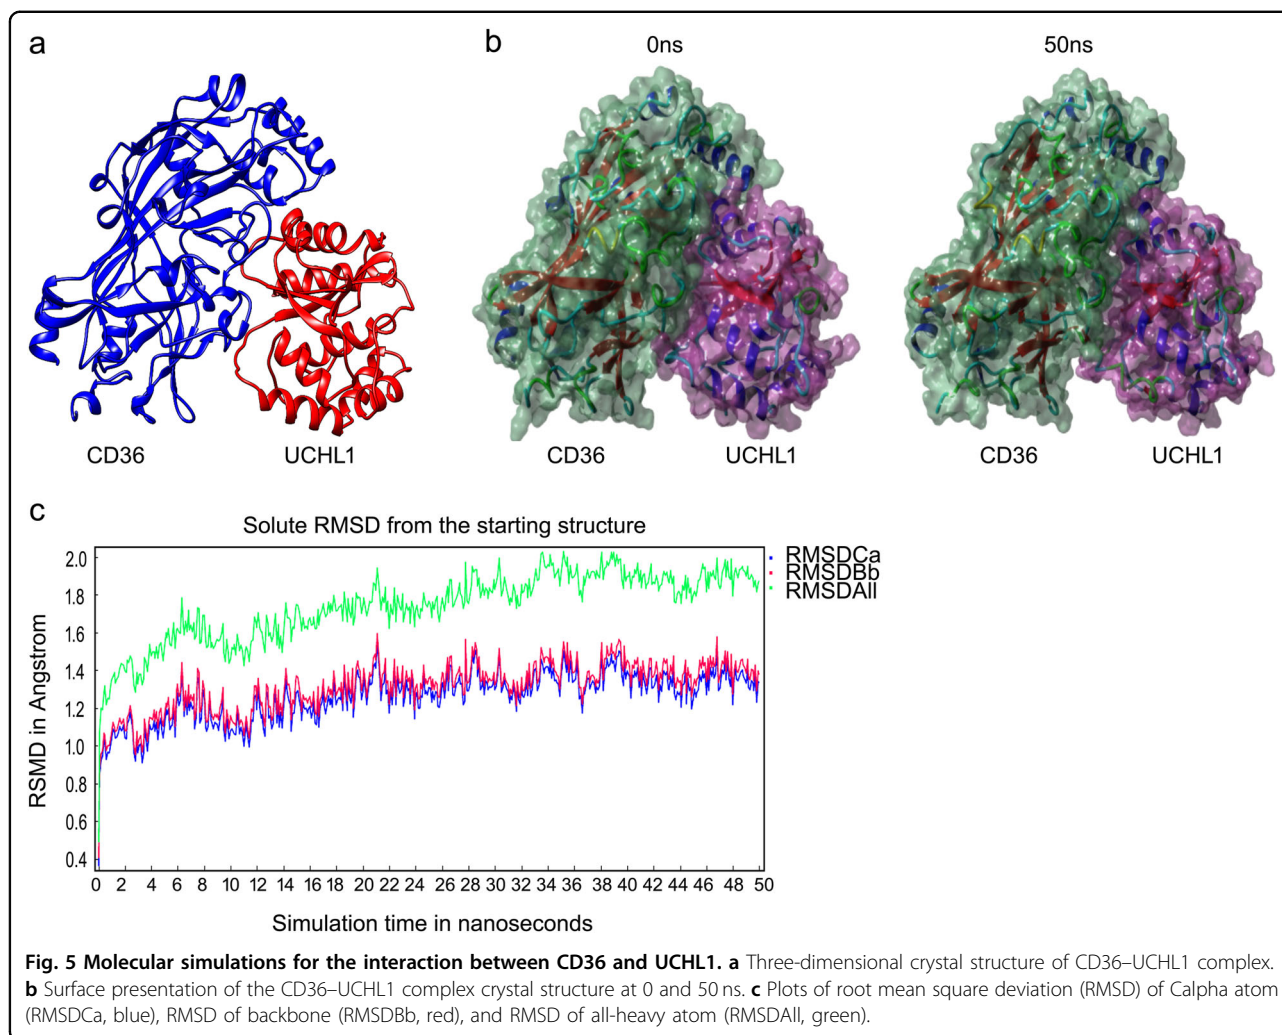 a
b
0ns
50ns
CD36
UCHL1
CD36
UCHL1
CD36
UCHL1
c
Solute RMSD from the starting structure
RSMD in Angstrom
2.0
1.8
1.6
1.4
1.2
1.0
0.8
0.6
0.4
0 2 4 6 8 10 12 14 16 18 20 22 24 26 28 30 32 34 36 38 40 42 44 46 48 50
Simulation time in nanoseconds
RMSDCa
RMSDBb
RMSDAll
Fig. 5 Molecular simulations for the interaction between CD36 and UCHL1. a Three-dimensional crystal structure of CD36–UCHL1 complex.
b Surface presentation of the CD36–UCHL1 complex crystal structure at 0 and 50 ns. c Plots of root mean square deviation (RMSD) of Calpha atom
(RMSDCa, blue), RMSD of backbone (RMSDBb, red), and RMSD of all-heavy atom (RMSDAll, green).